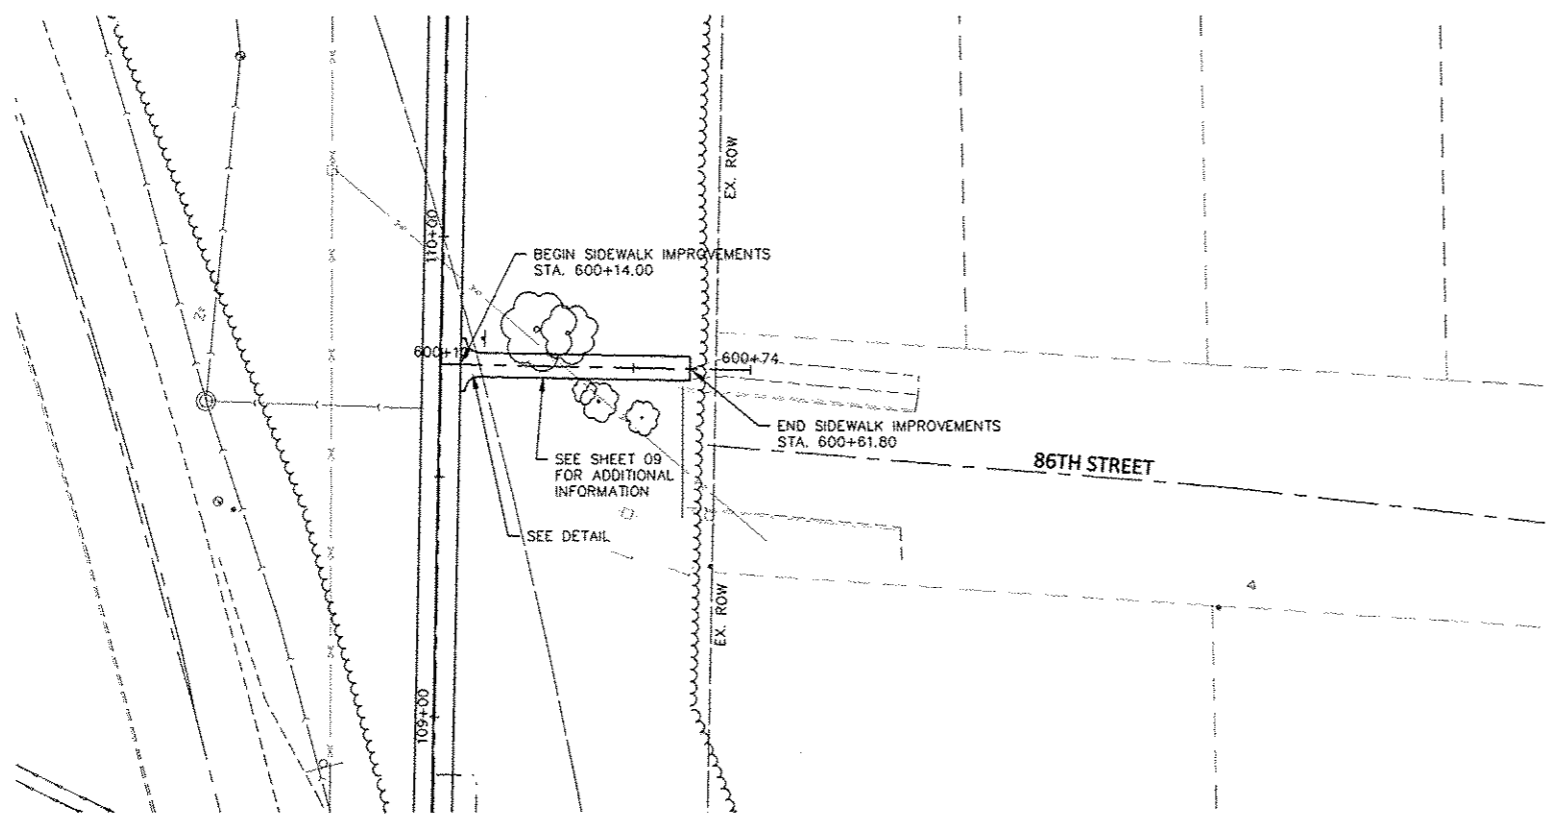 EX. ROW
110+00
BEGIN SIDEWALK IMPROVEMENTS
STA. 600+14.00
600+74
END SIDEWALK IMPROVEMENTS
STA. 600+61.80
SEE SHEET 09
FOR ADDITIONAL
INFORMATION
86TH STREET
SEE DETAIL
EX. ROW
109+00